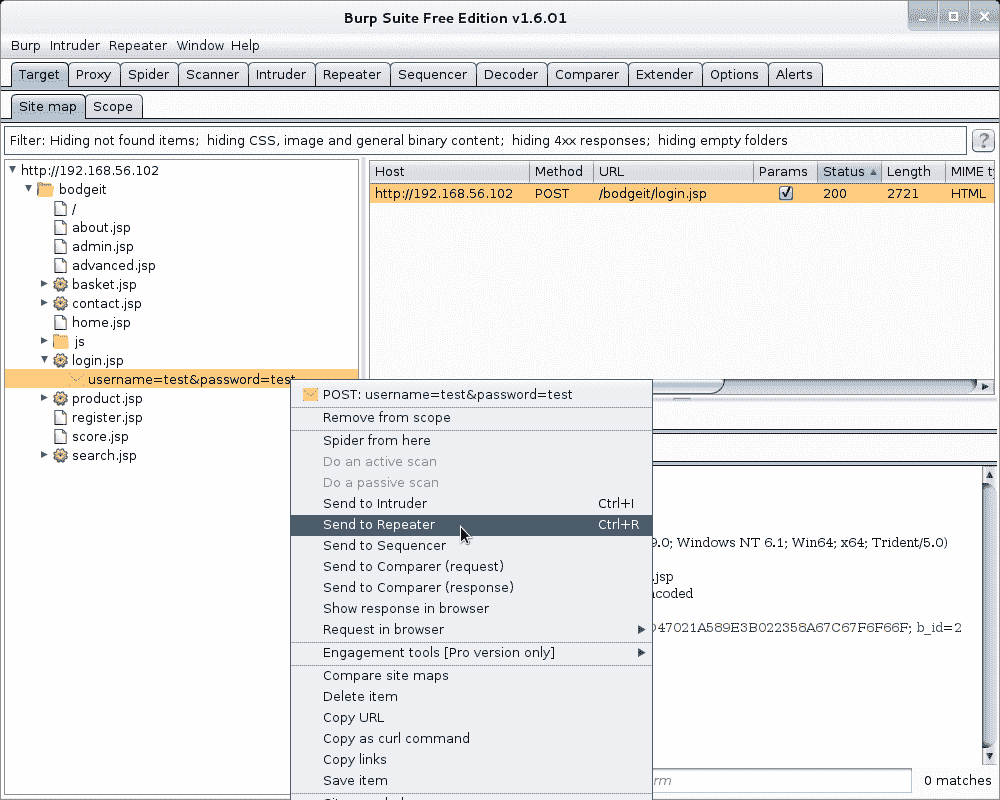 Burp Suite Free Edition v1.6.01
Burp Intruder Repeater Window Help
Target Proxy Spider Scanner Intruder Repeater Sequencer Decoder Comparer Extender Options Alerts
Site map Scope
Filter: Hiding not found items; hiding CSS, image and general binary content; hiding 4xx responses; hiding empty folders ?
http://192.168.56.102
bodgeit
/
about.jsp
admin.jsp
advanced.jsp
basket.jsp
contact.jsp
home.jsp
js
login.jsp
username=test&password=test
product.jsp
register.jsp
score.jsp
search.jsp
Host Method URL Params Status Length MIME ty
http://192.168.56.102 POST /bodgeit/login.jsp 200 2721 HTML
POST: username=test&password=test
Remove from scope
Spider from here
Do an active scan
Do a passive scan
Send to Intruder Ctrl+I
Send to Repeater Ctrl+R
Send to Sequencer
Send to Comparer (request)
Send to Comparer (response)
Show response in browser
Request in browser
Engagement tools [Pro version only]
Compare site maps
Delete item
Copy URL
Copy as curl command
Copy links
Save item
9.0; Windows NT 6.1; Win64; x64; Trident/5.0)
.jsp
ncoded
D47021A589E3B022358A67C67F6F66F; b_id=2
rm
0 matches